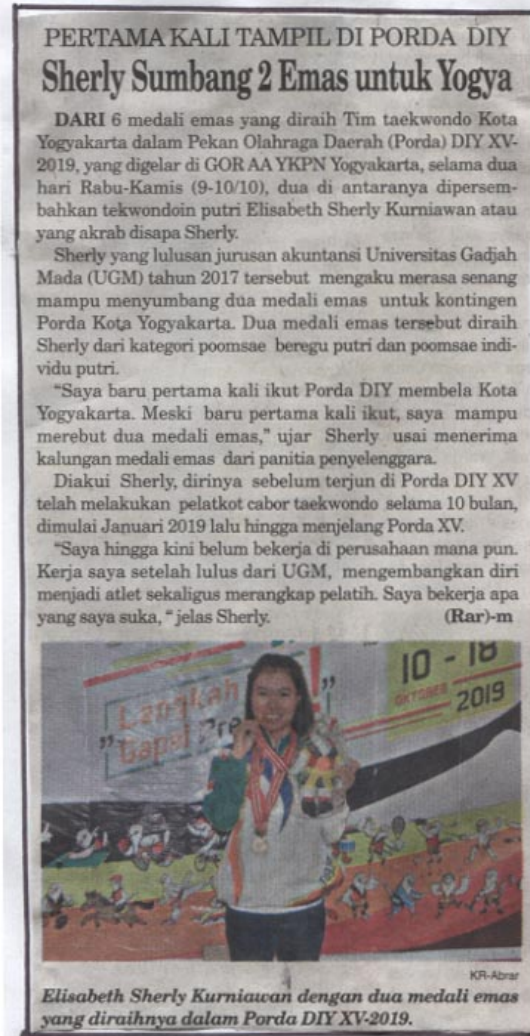 PERTAMA KALI TAMPIL DI PORDA DIY
Sherly Sumbang 2 Emas untuk Yogya
DARI 6 medali emas yang diraih Tim taekwondo Kota
Yogyakarta dalam Pekan Olahraga Daerah (Porda) DIY XV-
2019, yang digelar di GOR AA YKPN Yogyakarta, selama dua
hari Rabu-Kamis (9-10/10), dua di antaranya dipersem-
bahkan tekwondoin putri Elisabeth Sherly Kurniawan atau
yang akrab disapa Sherly.
Sherly yang lulusan jurusan akuntansi Universitas Gadjah
Mada (UGM) tahun 2017 tersebut mengaku merasa senang
mampu menyumbang dua medali emas untuk kontingen
Porda Kota Yogyakarta. Dua medali emas tersebut diraih
Sherly dari kategori poomsae beregu putri dan poomsae indi-
vidu putri.
“Saya baru pertama kali ikut Porda DIY membela Kota
Yogyakarta. Meski baru pertama kali ikut, saya mampu
merebut dua medali emas,” ujar Sherly usai menerima
kalungan medali emas dari panitia penyelenggara.
Diakui Sherly, dirinya sebelum terjun di Porda DIY XV
telah melakukan pelatkot cabor taekwondo selama 10 bulan,
dimulai Januari 2019 lalu hingga menjelang Porda XV.
“Saya hingga kini belum bekerja di perusahaan mana pun.
Kerja saya setelah lulus dari UGM, mengembangkan diri
menjadi atlet sekaligus merangkap pelatih. Saya bekerja apa
yang saya suka, “ jelas Sherly. (Rar)-m
10 - 18
OKTOBER
2019
Langkah
KR-Abrar
Elisabeth Sherly Kurniawan dengan dua medali emas
yang diraihnya dalam Porda DIY XV-2019.